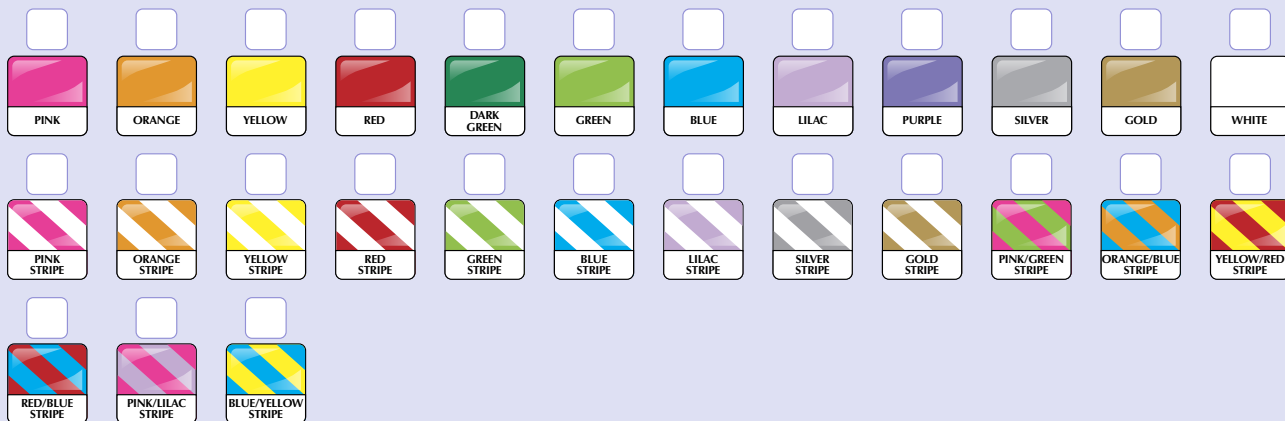 PINK
ORANGE
YELLOW
RED
DARK
GREEN
GREEN
BLUE
LILAC
PURPLE
SILVER
GOLD
WHITE
PINK
STRIPE
ORANGE
STRIPE
YELLOW
STRIPE
RED
STRIPE
GREEN
STRIPE
BLUE
STRIPE
LILAC
STRIPE
SILVER
STRIPE
GOLD
STRIPE
PINK/GREEN
STRIPE
ORANGE/BLUE
STRIPE
YELLOW/RED
STRIPE
RED/BLUE
STRIPE
PINK/LILAC
STRIPE
BLUE/YELLOW
STRIPE